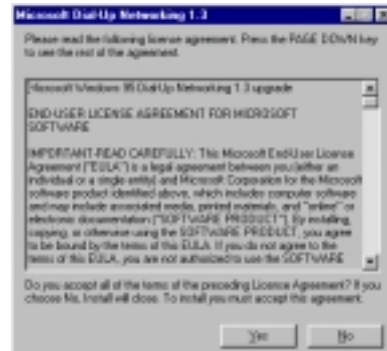 Microsoft Dial-Up Networking 1.3
Please read the following license agreement. Press the PAGE DOWN key
to see the rest of the agreement.
Microsoft Windows 95 Dial-Up Networking 1.3 upgrade
END-USER LICENSE AGREEMENT FOR MICROSOFT
SOFTWARE
IMPORTANT-READ CAREFULLY: This Microsoft End-User License
Agreement ("EULA") is a legal agreement between you (either an
individual or a single entity) and Microsoft Corporation for the Microsoft
software product identified above, which includes computer software
and may include associated media, printed materials, and "online" or
electronic documentation ("SOFTWARE PRODUCT"). By installing,
copying, or otherwise using the SOFTWARE PRODUCT, you agree
to be bound by the terms of this EULA. If you do not agree to the
terms of this EULA, you are not authorized to use the SOFTWARE
Do you accept all of the terms of the preceding License Agreement? If you
choose No, Install will close. To install you must accept this agreement.
Yes
No